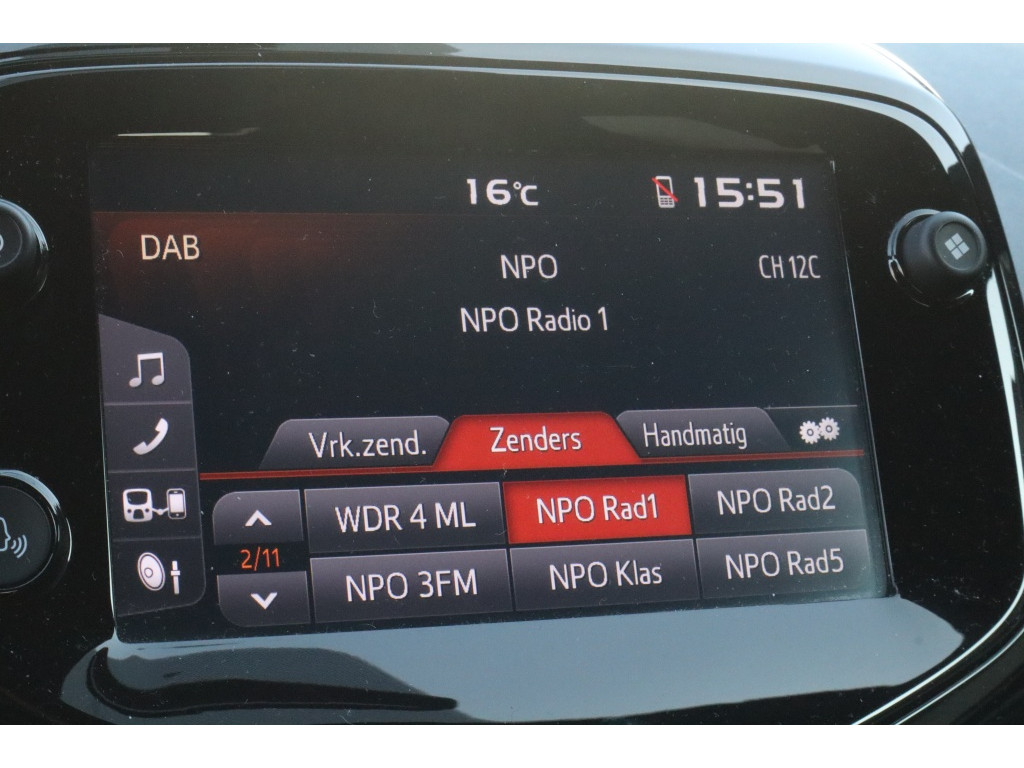 16°C 15:51
DAB
NPO CH 12C
NPO Radio 1
Vrk.zend. Zenders Handmatig
WDR 4 ML NPO Rad1 NPO Rad2
2/11
NPO 3FM NPO Klas NPO Rad5